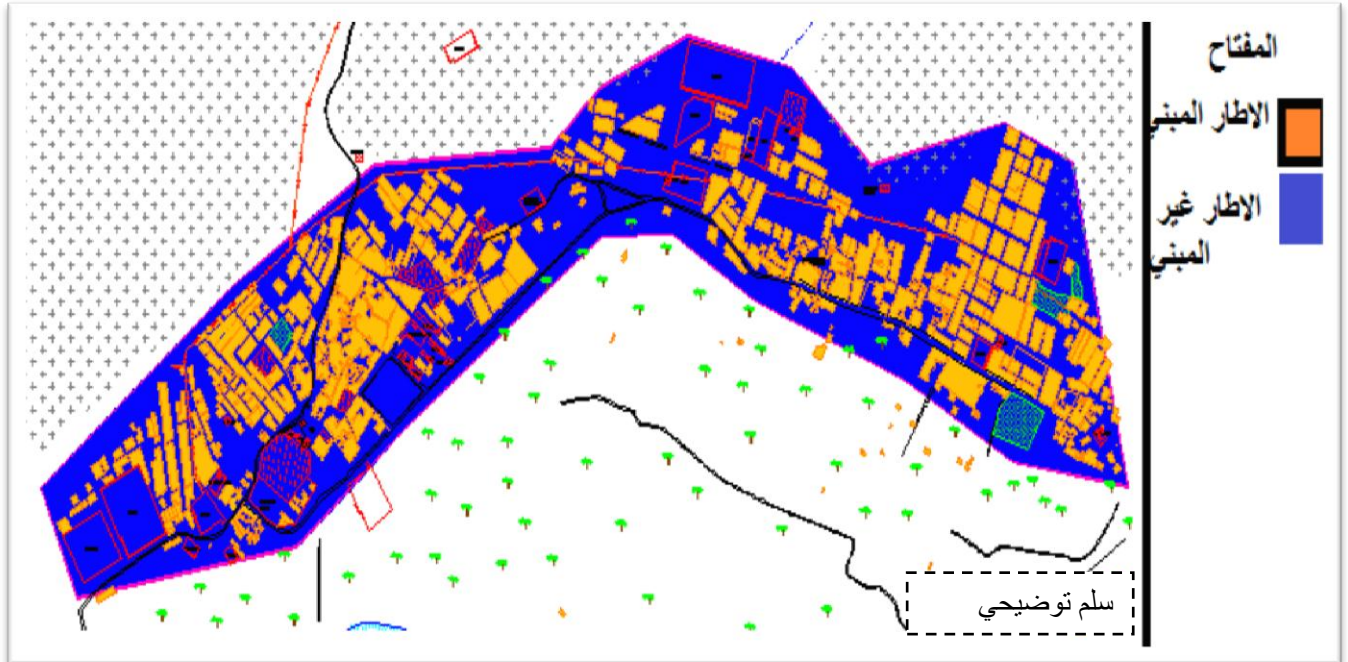 المفتاح
الاطار المبني
الاطار غير
المبني
سلم توضيحي